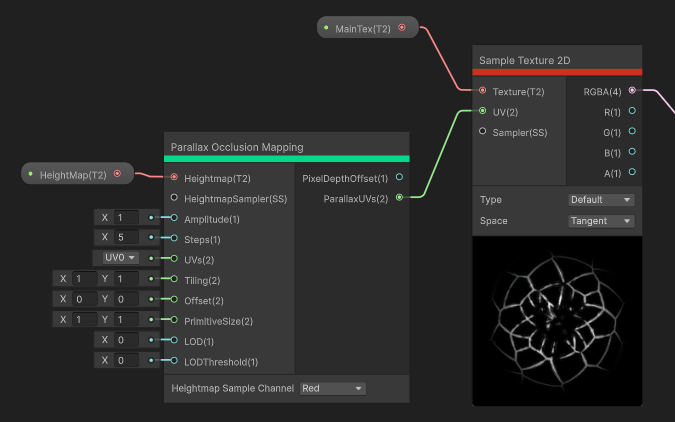 MainTex(T2)
Sample Texture 2D
Texture(T2) RGBA(4)
UV(2) R(1)
Sampler(SS) G(1)
B(1)
A(1)
Type Default
Space Tangent
Parallax Occlusion Mapping
HeightMap(T2)
Heightmap(T2) PixelDepthOffset(1)
HeightmapSampler(SS) ParallaxUVs(2)
X 1 Amplitude(1)
X 5 Steps(1)
UV0 UVs(2)
X 1 Y 1 Tiling(2)
X 0 Y 0 Offset(2)
X 1 Y 1 PrimitiveSize(2)
X 0 LOD(1)
X 0 LODThreshold(1)
Heightmap Sample Channel Red